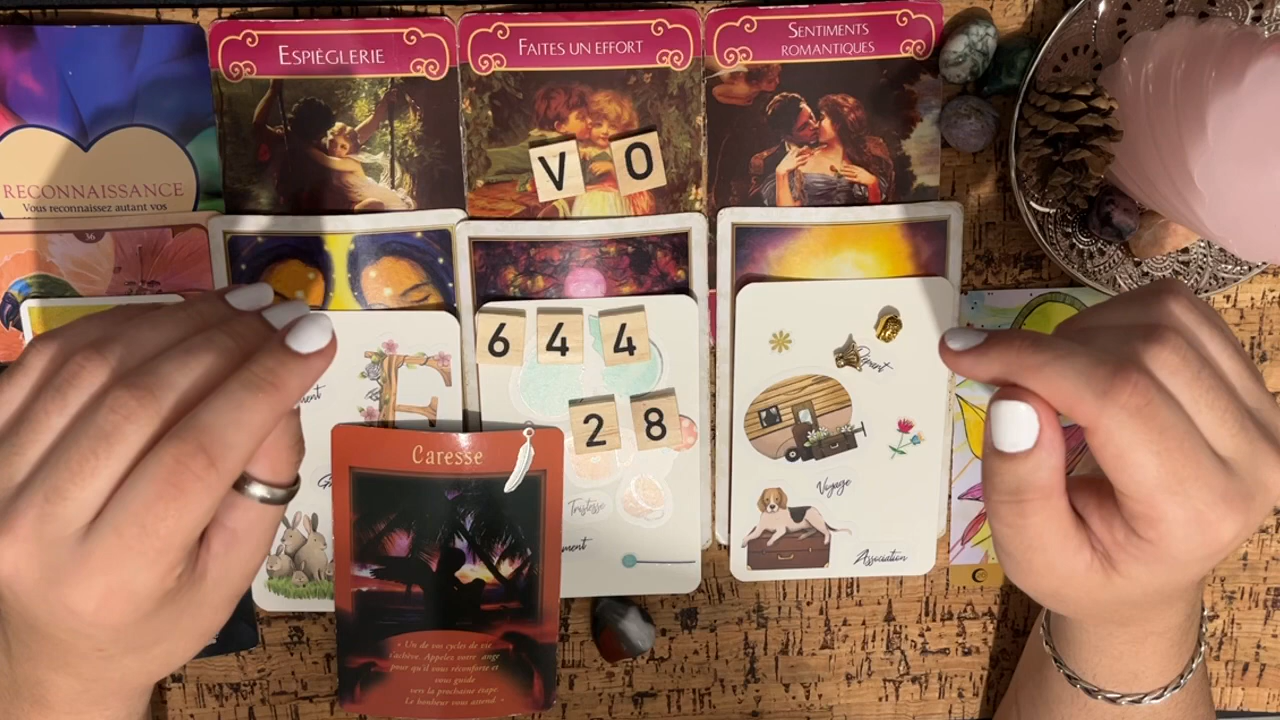 ESPIÈGLERIE
FAITES UN EFFORT
SENTIMENTS
ROMANTIQUES
RECONNAISSANCE
Vous reconnaissez autant vos
36
V O
6 4 4
2 8
Caresse
« Un de vos cycles de vie
s'achève. Appelez votre ange
pour qu'il vous réconforte et
vous guide
vers la prochaine étape
Le bonheur vous attend »
E
Tristesse
Voyage
Association